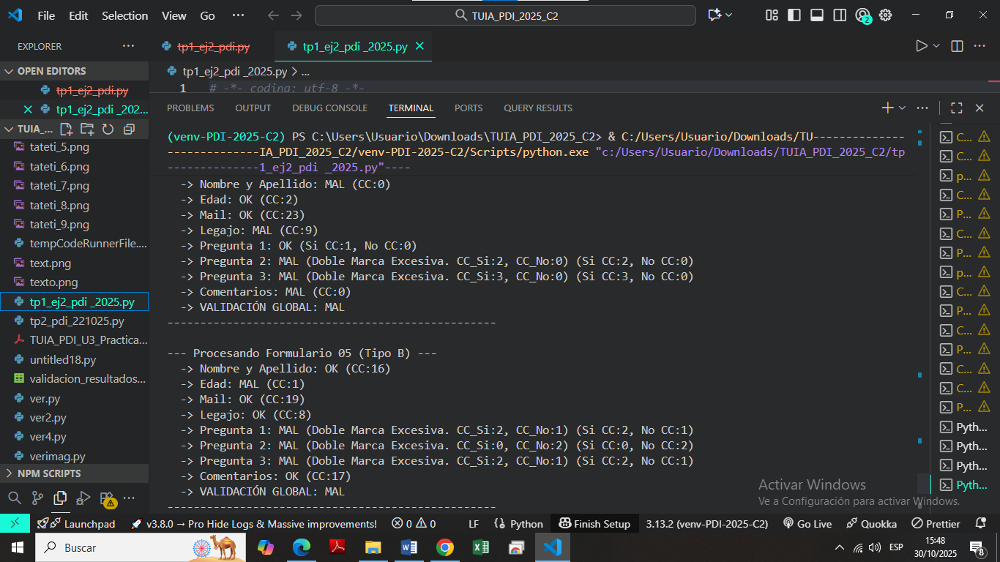 File Edit Selection View Go ··· TUIA_PDI_2025_C2 2
EXPLORER ···
tp1_ej2_pdi.py tp1_ej2_pdi _2025.py
OPEN EDITORS
tp1_ej2_pdi.py
tp1_ej2_pdi _202...
TUIA_...
tateti_5.png
tateti_6.png
tateti_7.png
tateti_8.png
tateti_9.png
tempCodeRunnerFile....
text.png
texto.png
tp1_ej2_pdi _2025.py
tp2_pdi_221025.py
TUIA_PDI_U3_Practica...
untitled18.py
validacion_resultados...
ver.py
ver2.py
ver4.py
verimag.py
NPM SCRIPTS
tp1_ej2_pdi _2025.py > ...
1 # -*- coding: utf-8 -*-
PROBLEMS OUTPUT DEBUG CONSOLE TERMINAL PORTS QUERY RESULTS
(venv-PDI-2025-C2) PS C:\Users\Usuario\Downloads\TUIA_PDI_2025_C2> & C:/Users/Usuario/Downloads/TU--------------
--------------IA_PDI_2025_C2/venv-PDI-2025-C2/Scripts/python.exe "c:/Users/Usuario/Downloads/TUIA_PDI_2025_C2/tp
--------------1_ej2_pdi _2025.py"----
-> Nombre y Apellido: MAL (CC:0)
-> Edad: OK (CC:2)
-> Mail: OK (CC:23)
-> Legajo: MAL (CC:9)
-> Pregunta 1: OK (Si CC:1, No CC:0)
-> Pregunta 2: MAL (Doble Marca Excesiva. CC_Si:2, CC_No:0) (Si CC:2, No CC:0)
-> Pregunta 3: MAL (Doble Marca Excesiva. CC_Si:3, CC_No:0) (Si CC:3, No CC:0)
-> Comentarios: MAL (CC:0)
-> VALIDACIÓN GLOBAL: MAL
--------------------------------------------------
--- Procesando Formulario 05 (Tipo B) ---
-> Nombre y Apellido: OK (CC:16)
-> Edad: MAL (CC:1)
-> Mail: OK (CC:19)
-> Legajo: OK (CC:8)
-> Pregunta 1: MAL (Doble Marca Excesiva. CC_Si:2, CC_No:1) (Si CC:2, No CC:1)
-> Pregunta 2: MAL (Doble Marca Excesiva. CC_Si:0, CC_No:2) (Si CC:0, No CC:2)
-> Pregunta 3: MAL (Doble Marca Excesiva. CC_Si:2, CC_No:1) (Si CC:2, No CC:1)
-> Comentarios: OK (CC:17)
-> VALIDACIÓN GLOBAL: MAL
--------------------------------------------------
C...
C...
p...
C...
P...
C...
P...
p...
C...
P...
C...
P...
C...
C...
P...
Pyth...
Pyth...
Pyth...
Pyth...
Activar Windows
Ve a Configuración para activar Windows.
Launchpad v3.8.0 → Pro Hide Logs & Massive improvements! 0 0 LF Python Finish Setup 3.13.2 (venv-PDI-2025-C2) Go Live Quokka Prettier
Buscar ESP 15:48
30/10/2025 8